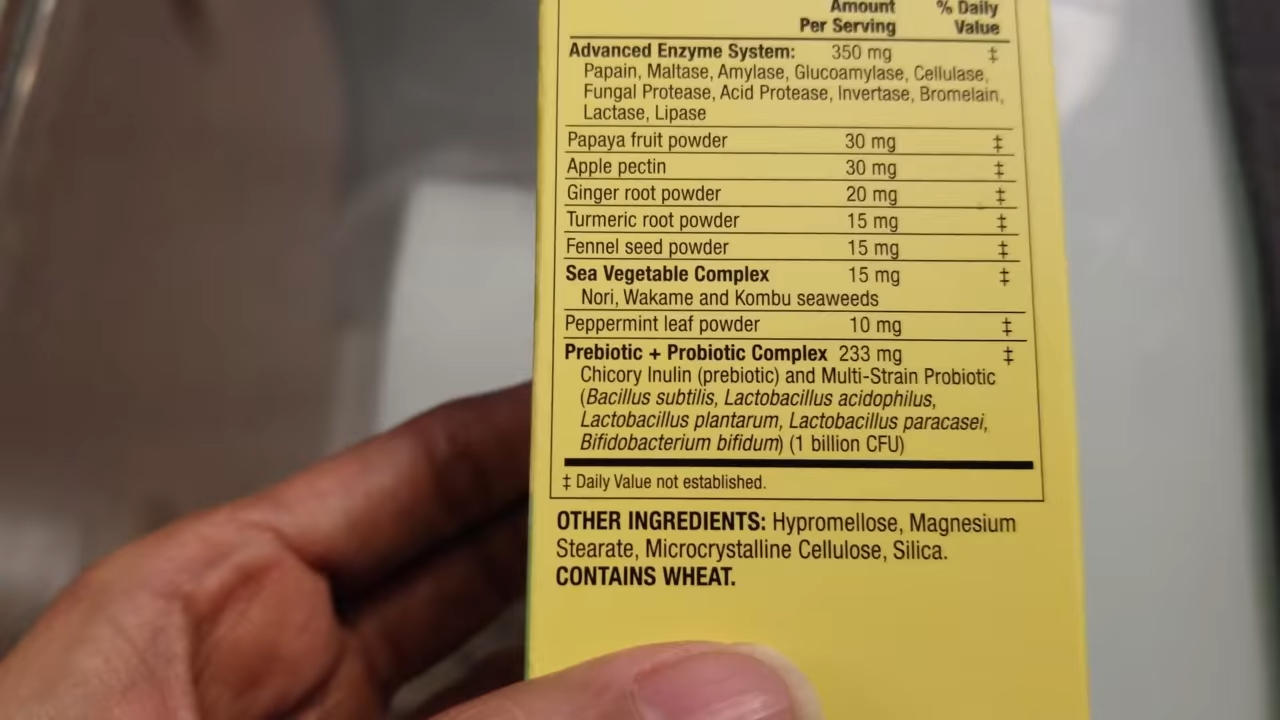 Amount % Daily
Per Serving Value
Advanced Enzyme System: 350 mg ‡
Papain, Maltase, Amylase, Glucoamylase, Cellulase,
Fungal Protease, Acid Protease, Invertase, Bromelain,
Lactase, Lipase
Papaya fruit powder 30 mg ‡
Apple pectin 30 mg ‡
Ginger root powder 20 mg ‡
Turmeric root powder 15 mg ‡
Fennel seed powder 15 mg ‡
Sea Vegetable Complex 15 mg ‡
Nori, Wakame and Kombu seaweeds
Peppermint leaf powder 10 mg ‡
Prebiotic + Probiotic Complex 233 mg ‡
Chicory Inulin (prebiotic) and Multi-Strain Probiotic
(Bacillus subtilis, Lactobacillus acidophilus,
Lactobacillus plantarum, Lactobacillus paracasei,
Bifidobacterium bifidum) (1 billion CFU)
‡ Daily Value not established.
OTHER INGREDIENTS: Hypromellose, Magnesium
Stearate, Microcrystalline Cellulose, Silica.
CONTAINS WHEAT.